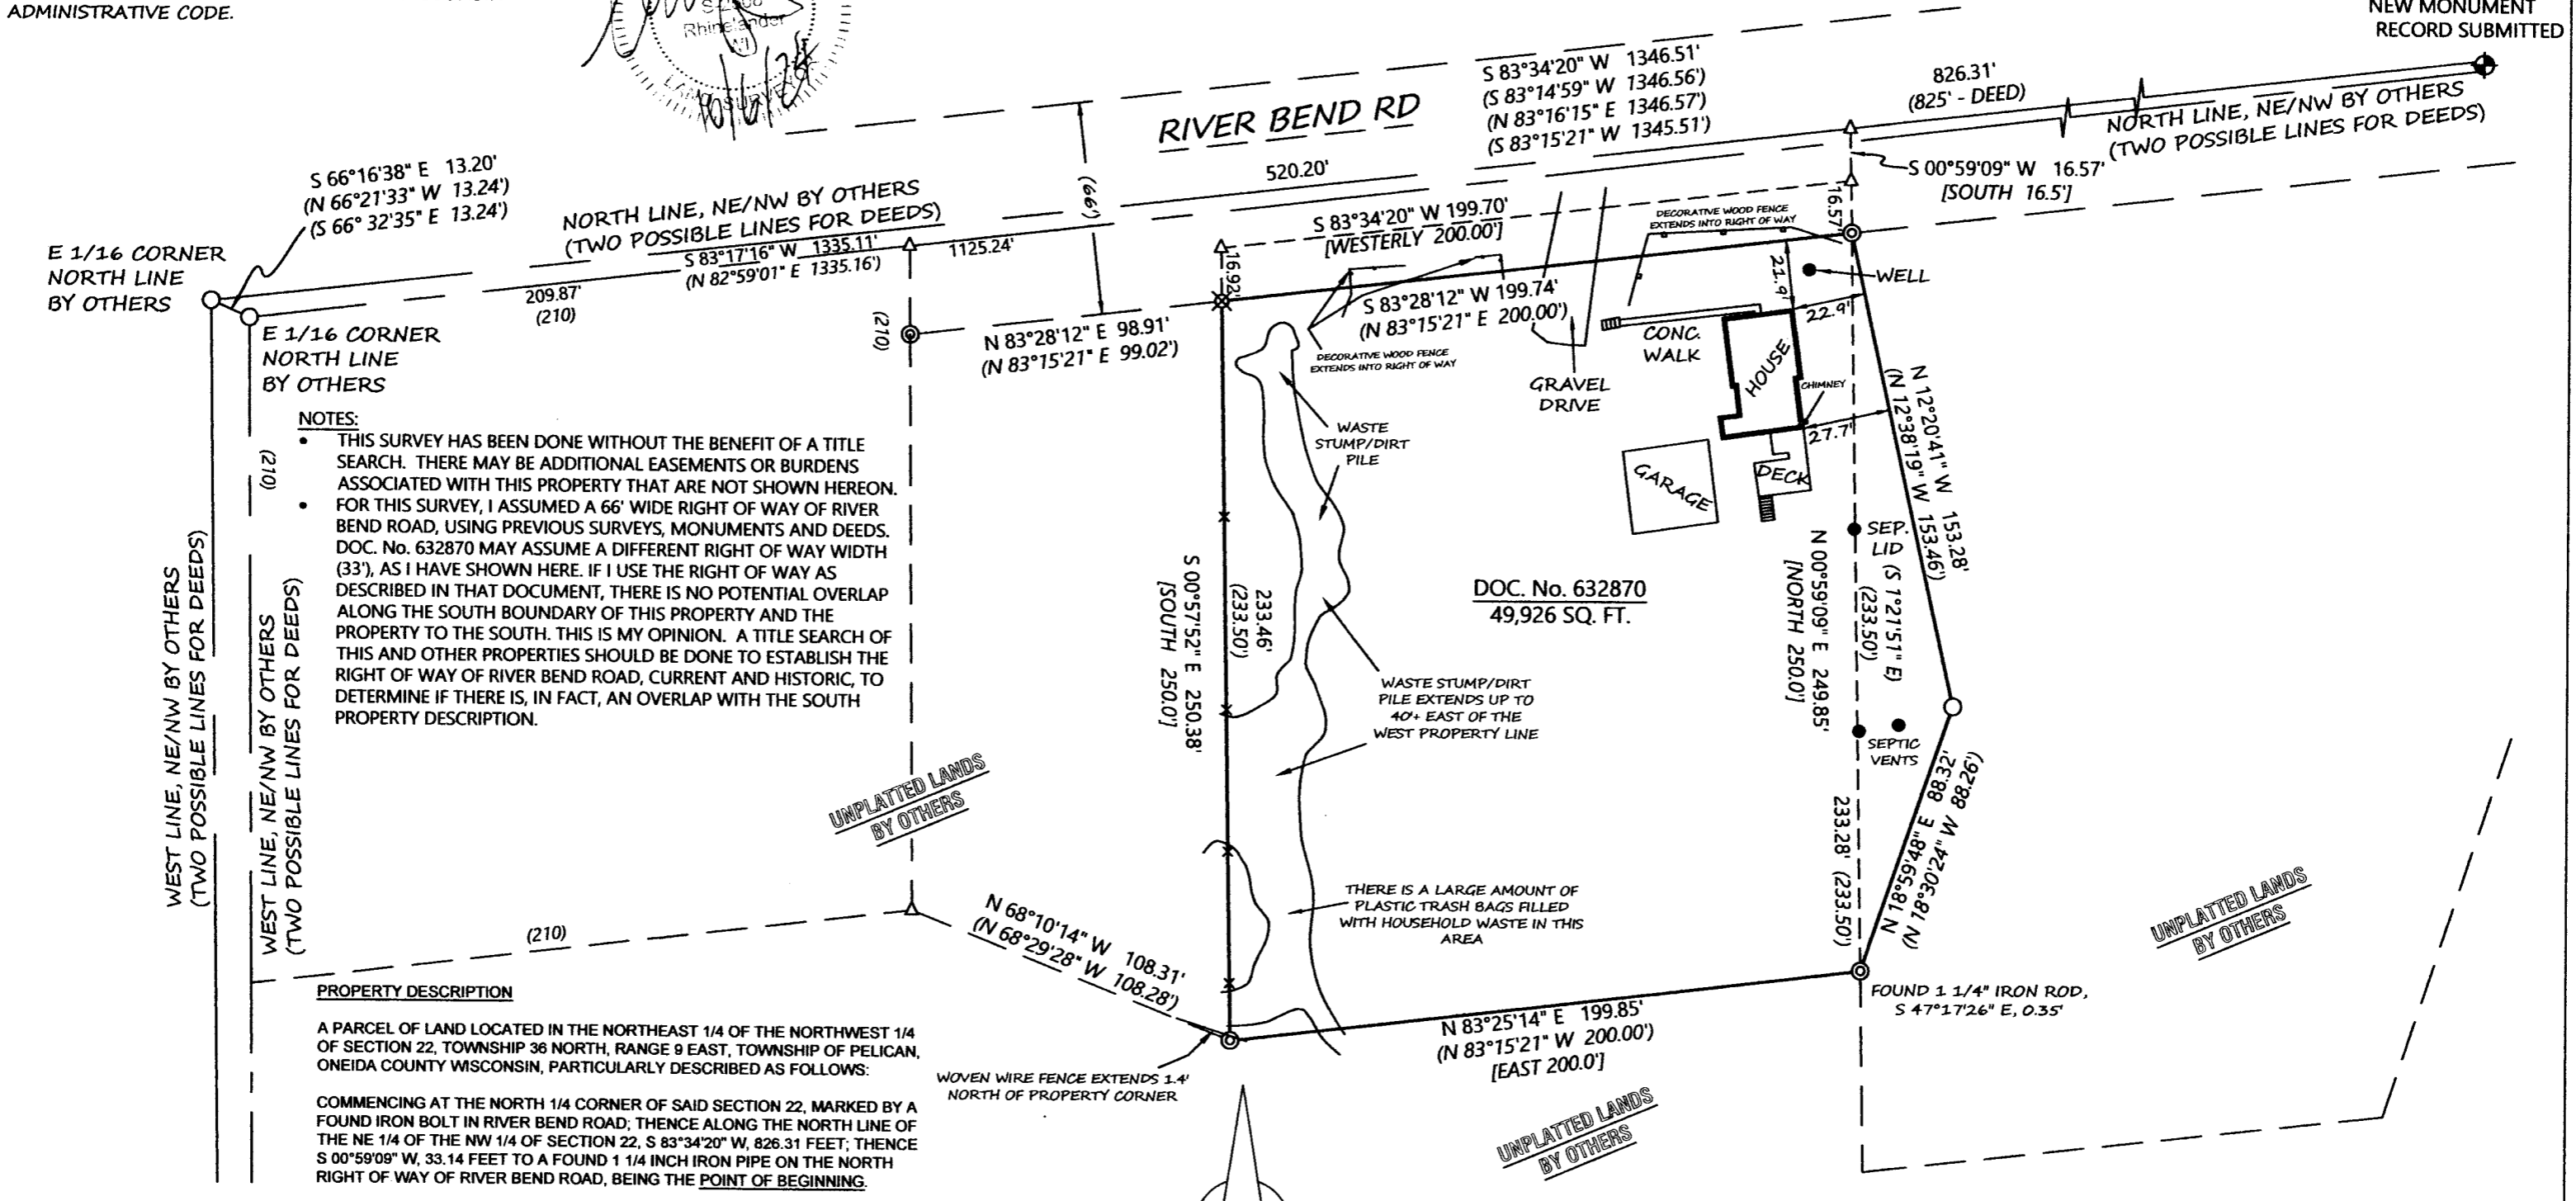 ADMINISTRATIVE CODE.
Rhinelander
WI
LAND SURVEYOR
NEW MONUMENT
RECORD SUBMITTED
S 66°16'38" E 13.20'
(N 66°21'33" W 13.24')
(S 66° 32'35" E 13.24')
E 1/16 CORNER
NORTH LINE
BY OTHERS
E 1/16 CORNER
NORTH LINE
BY OTHERS
NORTH LINE, NE/NW BY OTHERS
(TWO POSSIBLE LINES FOR DEEDS)
S 83°17'16" W 1335.11'
(N 82°59'01" E 1335.16')
209.87'
(210)
1125.24'
(66')
RIVER BEND RD
520.20'
S 83°34'20" W 1346.51'
(S 83°14'59" W 1346.56')
(N 83°16'15" E 1346.57')
(S 83°15'21" W 1345.51')
826.31'
(825' - DEED)
NORTH LINE, NE/NW BY OTHERS
(TWO POSSIBLE LINES FOR DEEDS)
S 00°59'09" W 16.57'
[SOUTH 16.5']
16.57'
S 83°34'20" W 199.70'
[WESTERLY 200.00']
DECORATIVE WOOD FENCE
EXTENDS INTO RIGHT OF WAY
16.92'
S 83°28'12" W 199.74'
(N 83°15'21" E 200.00')
DECORATIVE WOOD FENCE
EXTENDS INTO RIGHT OF WAY
(210)
N 83°28'12" E 98.91'
(N 83°15'21" E 99.02')
WELL
21.9'
22.9'
CONC.
WALK
HOUSE
CHIMNEY
27.7'
GRAVEL
DRIVE
GARAGE
DECK
N 12°20'41" W 153.28'
(N 12°38'19" W 153.46')
WASTE
STUMP/DIRT
PILE
SEP.
LID
(S 1°21'51" E)
(233.50')
N 00°59'09" E 249.85'
[NORTH 250.0']
S 00°57'52" E 250.38'
[SOUTH 250.0']
233.46'
(233.50')
DOC. No. 632870
49,926 SQ. FT.
WASTE STUMP/DIRT
PILE EXTENDS UP TO
40'+ EAST OF THE
WEST PROPERTY LINE
SEPTIC
VENTS
N 18°59'48" E 88.32'
(N 18°30'24" W 88.26')
233.28' (233.50')
THERE IS A LARGE AMOUNT OF
PLASTIC TRASH BAGS FILLED
WITH HOUSEHOLD WASTE IN THIS
AREA
FOUND 1 1/4" IRON ROD,
S 47°17'26" E, 0.35'
N 83°25'14" E 199.85'
(N 83°15'21" W 200.00')
[EAST 200.0']
UNPLATTED LANDS
BY OTHERS
UNPLATTED LANDS
BY OTHERS
UNPLATTED LANDS
BY OTHERS
N 68°10'14" W 108.31'
(N 68°29'28" W 108.28')
WOVEN WIRE FENCE EXTENDS 1.4'
NORTH OF PROPERTY CORNER
(210)
(210)
WEST LINE, NE/NW BY OTHERS
(TWO POSSIBLE LINES FOR DEEDS)
WEST LINE, NE/NW BY OTHERS
(TWO POSSIBLE LINES FOR DEEDS)
NOTES:
• THIS SURVEY HAS BEEN DONE WITHOUT THE BENEFIT OF A TITLE
SEARCH. THERE MAY BE ADDITIONAL EASEMENTS OR BURDENS
ASSOCIATED WITH THIS PROPERTY THAT ARE NOT SHOWN HEREON.
• FOR THIS SURVEY, I ASSUMED A 66' WIDE RIGHT OF WAY OF RIVER
BEND ROAD, USING PREVIOUS SURVEYS, MONUMENTS AND DEEDS.
DOC. No. 632870 MAY ASSUME A DIFFERENT RIGHT OF WAY WIDTH
(33'), AS I HAVE SHOWN HERE. IF I USE THE RIGHT OF WAY AS
DESCRIBED IN THAT DOCUMENT, THERE IS NO POTENTIAL OVERLAP
ALONG THE SOUTH BOUNDARY OF THIS PROPERTY AND THE
PROPERTY TO THE SOUTH. THIS IS MY OPINION. A TITLE SEARCH OF
THIS AND OTHER PROPERTIES SHOULD BE DONE TO ESTABLISH THE
RIGHT OF WAY OF RIVER BEND ROAD, CURRENT AND HISTORIC, TO
DETERMINE IF THERE IS, IN FACT, AN OVERLAP WITH THE SOUTH
PROPERTY DESCRIPTION.
PROPERTY DESCRIPTION
A PARCEL OF LAND LOCATED IN THE NORTHEAST 1/4 OF THE NORTHWEST 1/4
OF SECTION 22, TOWNSHIP 36 NORTH, RANGE 9 EAST, TOWNSHIP OF PELICAN,
ONEIDA COUNTY WISCONSIN, PARTICULARLY DESCRIBED AS FOLLOWS:
COMMENCING AT THE NORTH 1/4 CORNER OF SAID SECTION 22, MARKED BY A
FOUND IRON BOLT IN RIVER BEND ROAD; THENCE ALONG THE NORTH LINE OF
THE NE 1/4 OF THE NW 1/4 OF SECTION 22, S 83°34'20" W, 826.31 FEET; THENCE
S 00°59'09" W, 33.14 FEET TO A FOUND 1 1/4 INCH IRON PIPE ON THE NORTH
RIGHT OF WAY OF RIVER BEND ROAD, BEING THE POINT OF BEGINNING.